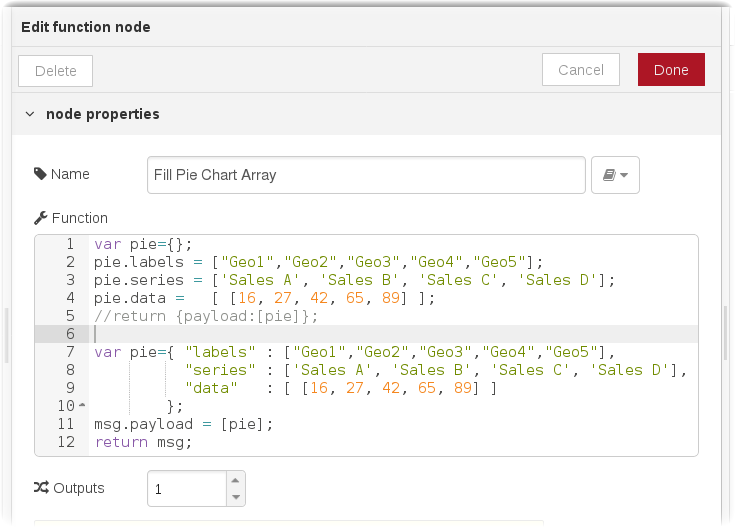 Edit function node
Delete
Cancel
Done
node properties
Name
Fill Pie Chart Array
Function
1 var pie={};
2 pie.labels = ["Geo1","Geo2","Geo3","Geo4","Geo5"];
3 pie.series = ['Sales A', 'Sales B', 'Sales C', 'Sales D'];
4 pie.data =   [ [16, 27, 42, 65, 89] ];
5 //return {payload:[pie]};
6
7 var pie={ "labels" : ["Geo1","Geo2","Geo3","Geo4","Geo5"],
8           "series" : ['Sales A', 'Sales B', 'Sales C', 'Sales D'],
9           "data"   : [ [16, 27, 42, 65, 89] ]
10         };
11 msg.payload = [pie];
12 return msg;
Outputs
1